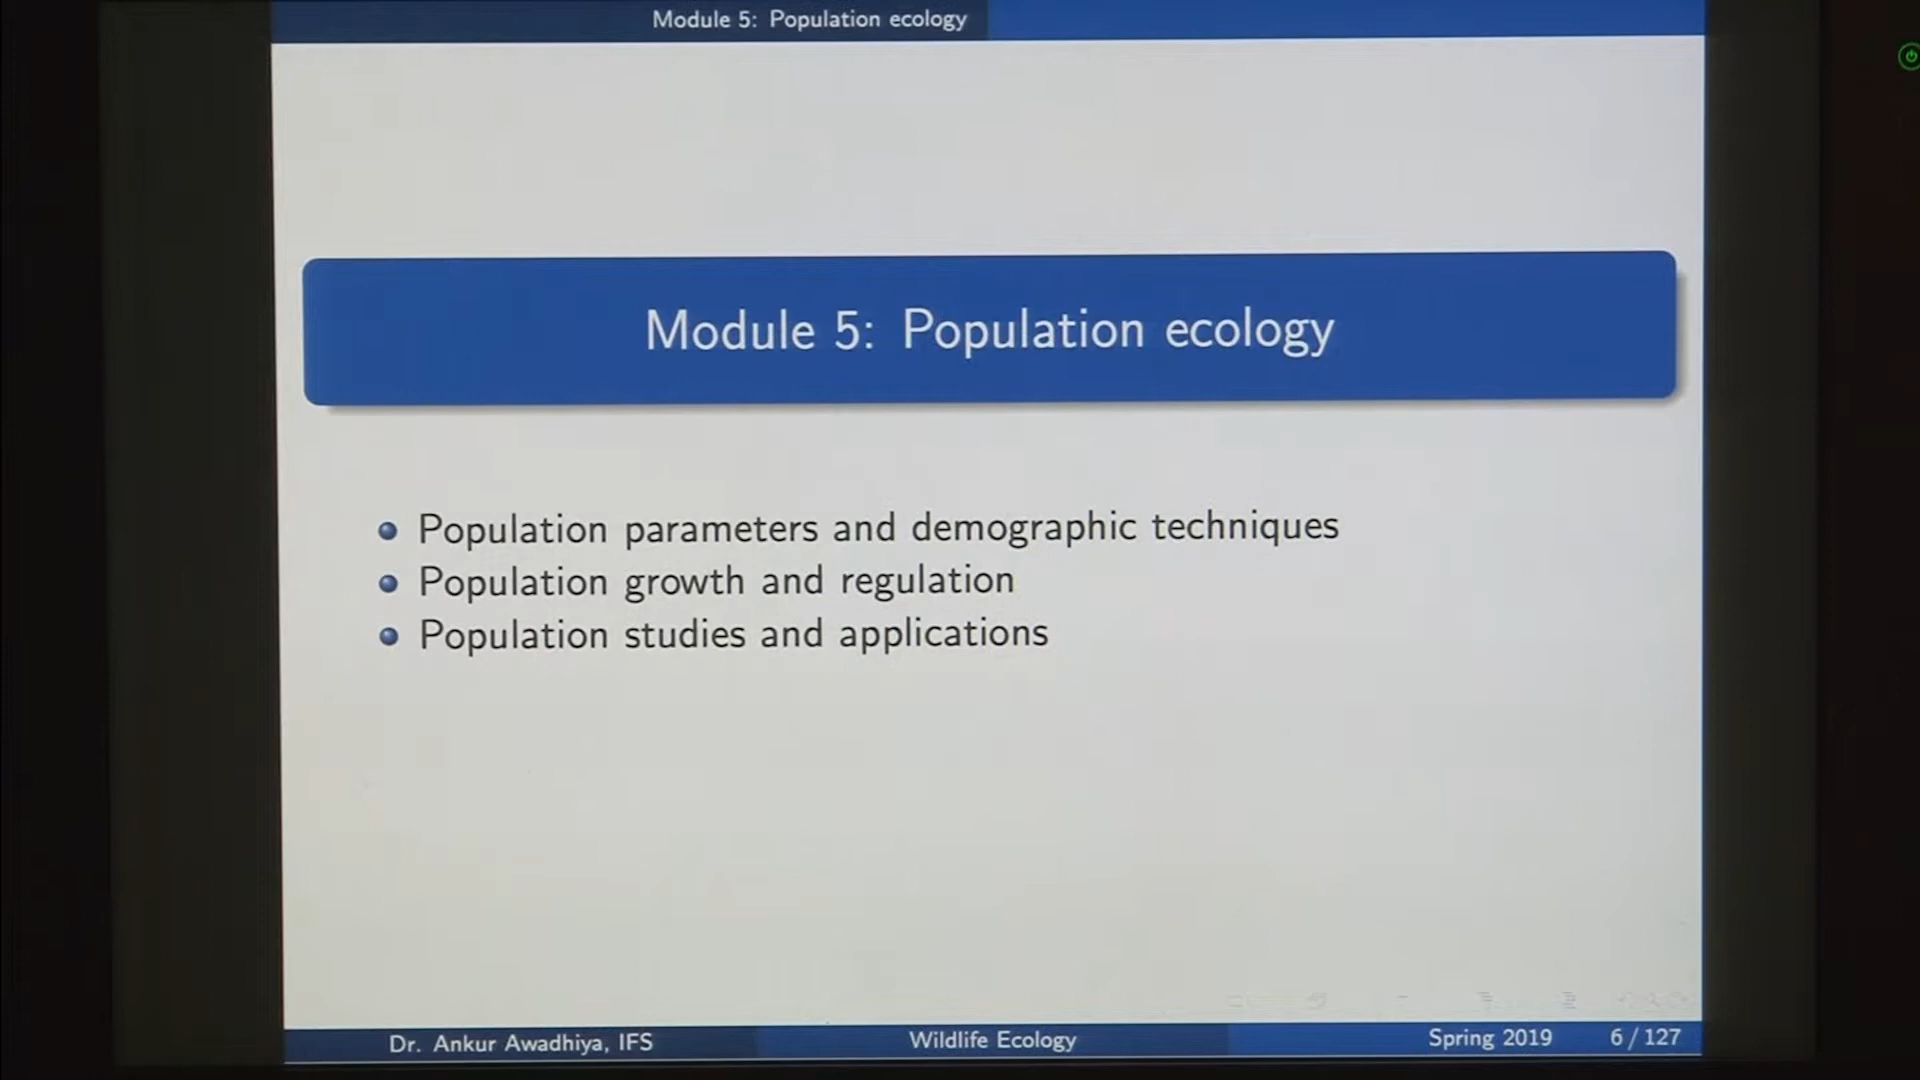 Module 5: Population ecology
Module 5: Population ecology
Population parameters and demographic techniques
Population growth and regulation
Population studies and applications
Dr. Ankur Awadhiya, IFS Wildlife Ecology Spring 2019 6 / 127